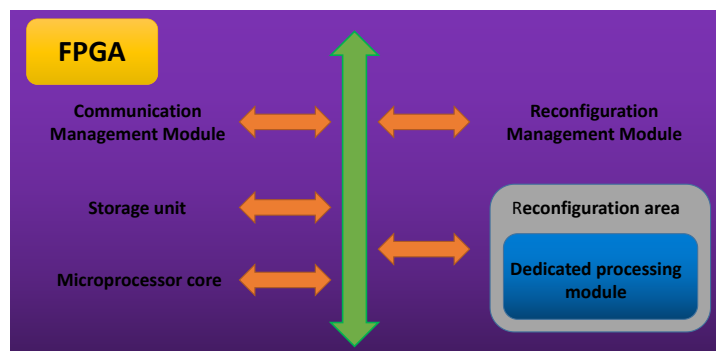 FPGA
Communication
Management Module
Reconfiguration
Management Module
Storage unit
Reconfiguration area
Dedicated processing
module
Microprocessor core